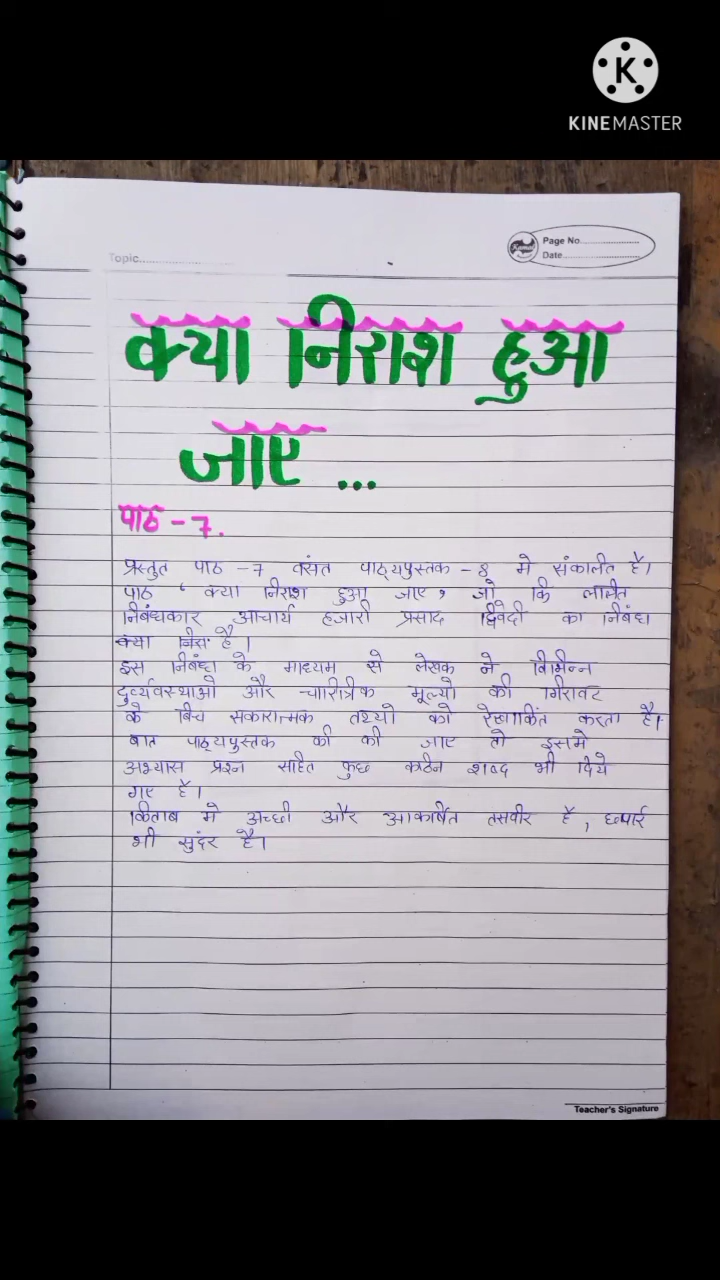 K
KINEMASTER
Page No.
Topic
Date
क्या निराश हुआ
जाए ...
पाठ - 7.
प्रस्तुत पाठ - 7 वसंत पाठ्यपुस्तक - 8 मे संकलित है।
पाठ ' क्या निराश हुआ जाए ' जो कि ललित
निबंधकार आचार्य हजारी प्रसाद द्विवेदी का निबंध
क्या है।
इस निबंध के माध्यम से लेखक ने विभिन्न
दुर्व्यवस्थाओ और चारित्रिक मूल्यो की गिरावट
के बिच सकारात्मक तथ्यो को रेखांकित करता है।
बात पाठ्यपुस्तक की की जाए तो इसमे
अभ्यास प्रश्न सहित कुछ कठिन शब्द भी दिये
गए है।
किताब मे अच्छी और आकर्षित तसवीर है, छपाई
भी सुंदर है।
Teacher's Signature